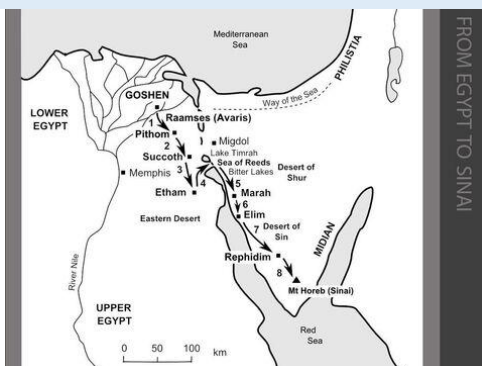 Mediterranean
Sea
PHILISTIA
FROM EGYPT TO SINAI
GOSHEN
Way of the Sea
LOWER
EGYPT
1
Raamses (Avaris)
Pithom
2
Migdol
Lake Timrah
Succoth
Sea of Reeds
Bitter Lakes
Desert of
Shur
Memphis
3
4
5
Etham
Marah
6
Elim
Eastern Desert
7
Desert of
Sin
MIDIAN
Rephidim
River Nile
8
Mt Horeb (Sinai)
UPPER
EGYPT
Red
Sea
0 50 100
km